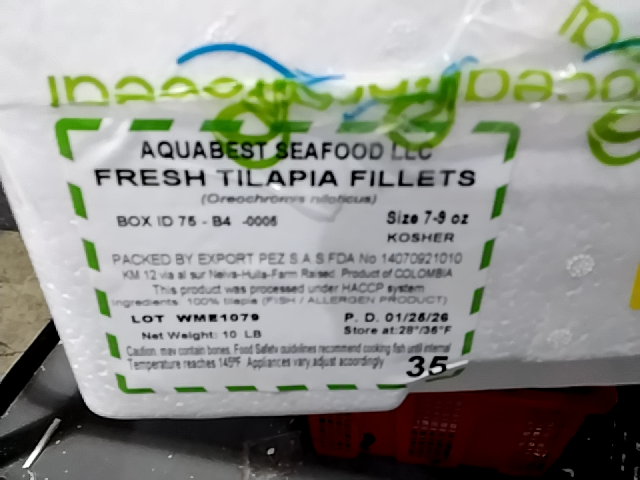 AQUABEST SEAFOOD LLC
FRESH TILAPIA FILLETS
(Oreochromis niloticus)
BOX ID 75 - B4 -0005
Size 7-9 oz
KOSHER
PACKED BY EXPORT PEZ S.A.S FDA No 14070921010
KM 12 via al sur Neiva-Huila-Farm Raised. Product of COLOMBIA
This product was processed under HACCP system
Ingredients: 100% tilapia (FISH / ALLERGEN PRODUCT)
LOT WME1079
P. D. 01/25/26
Net Weight: 10 LB
Store at:28°/36°F
Caution, may contain bones. Food Safety guidelines recommend cooking fish until internal
Temperature reaches 145ºF. Appliances vary adjust accordingly
35